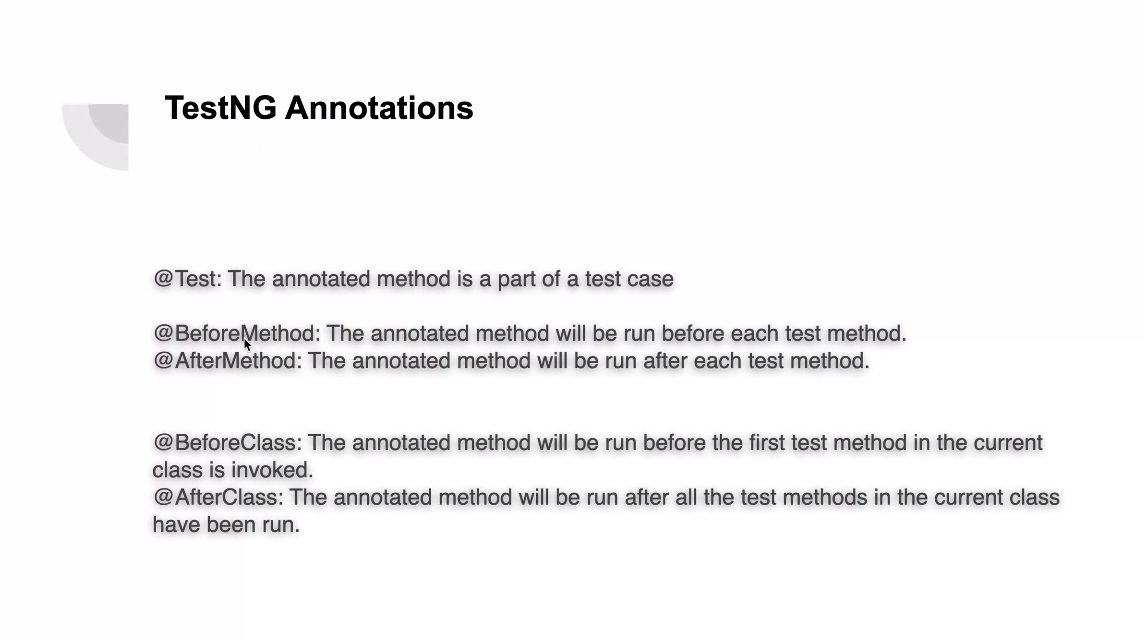 TestNG Annotations
@Test: The annotated method is a part of a test case
@BeforeMethod: The annotated method will be run before each test method.
@AfterMethod: The annotated method will be run after each test method.
@BeforeClass: The annotated method will be run before the first test method in the current
class is invoked.
@AfterClass: The annotated method will be run after all the test methods in the current class
have been run.